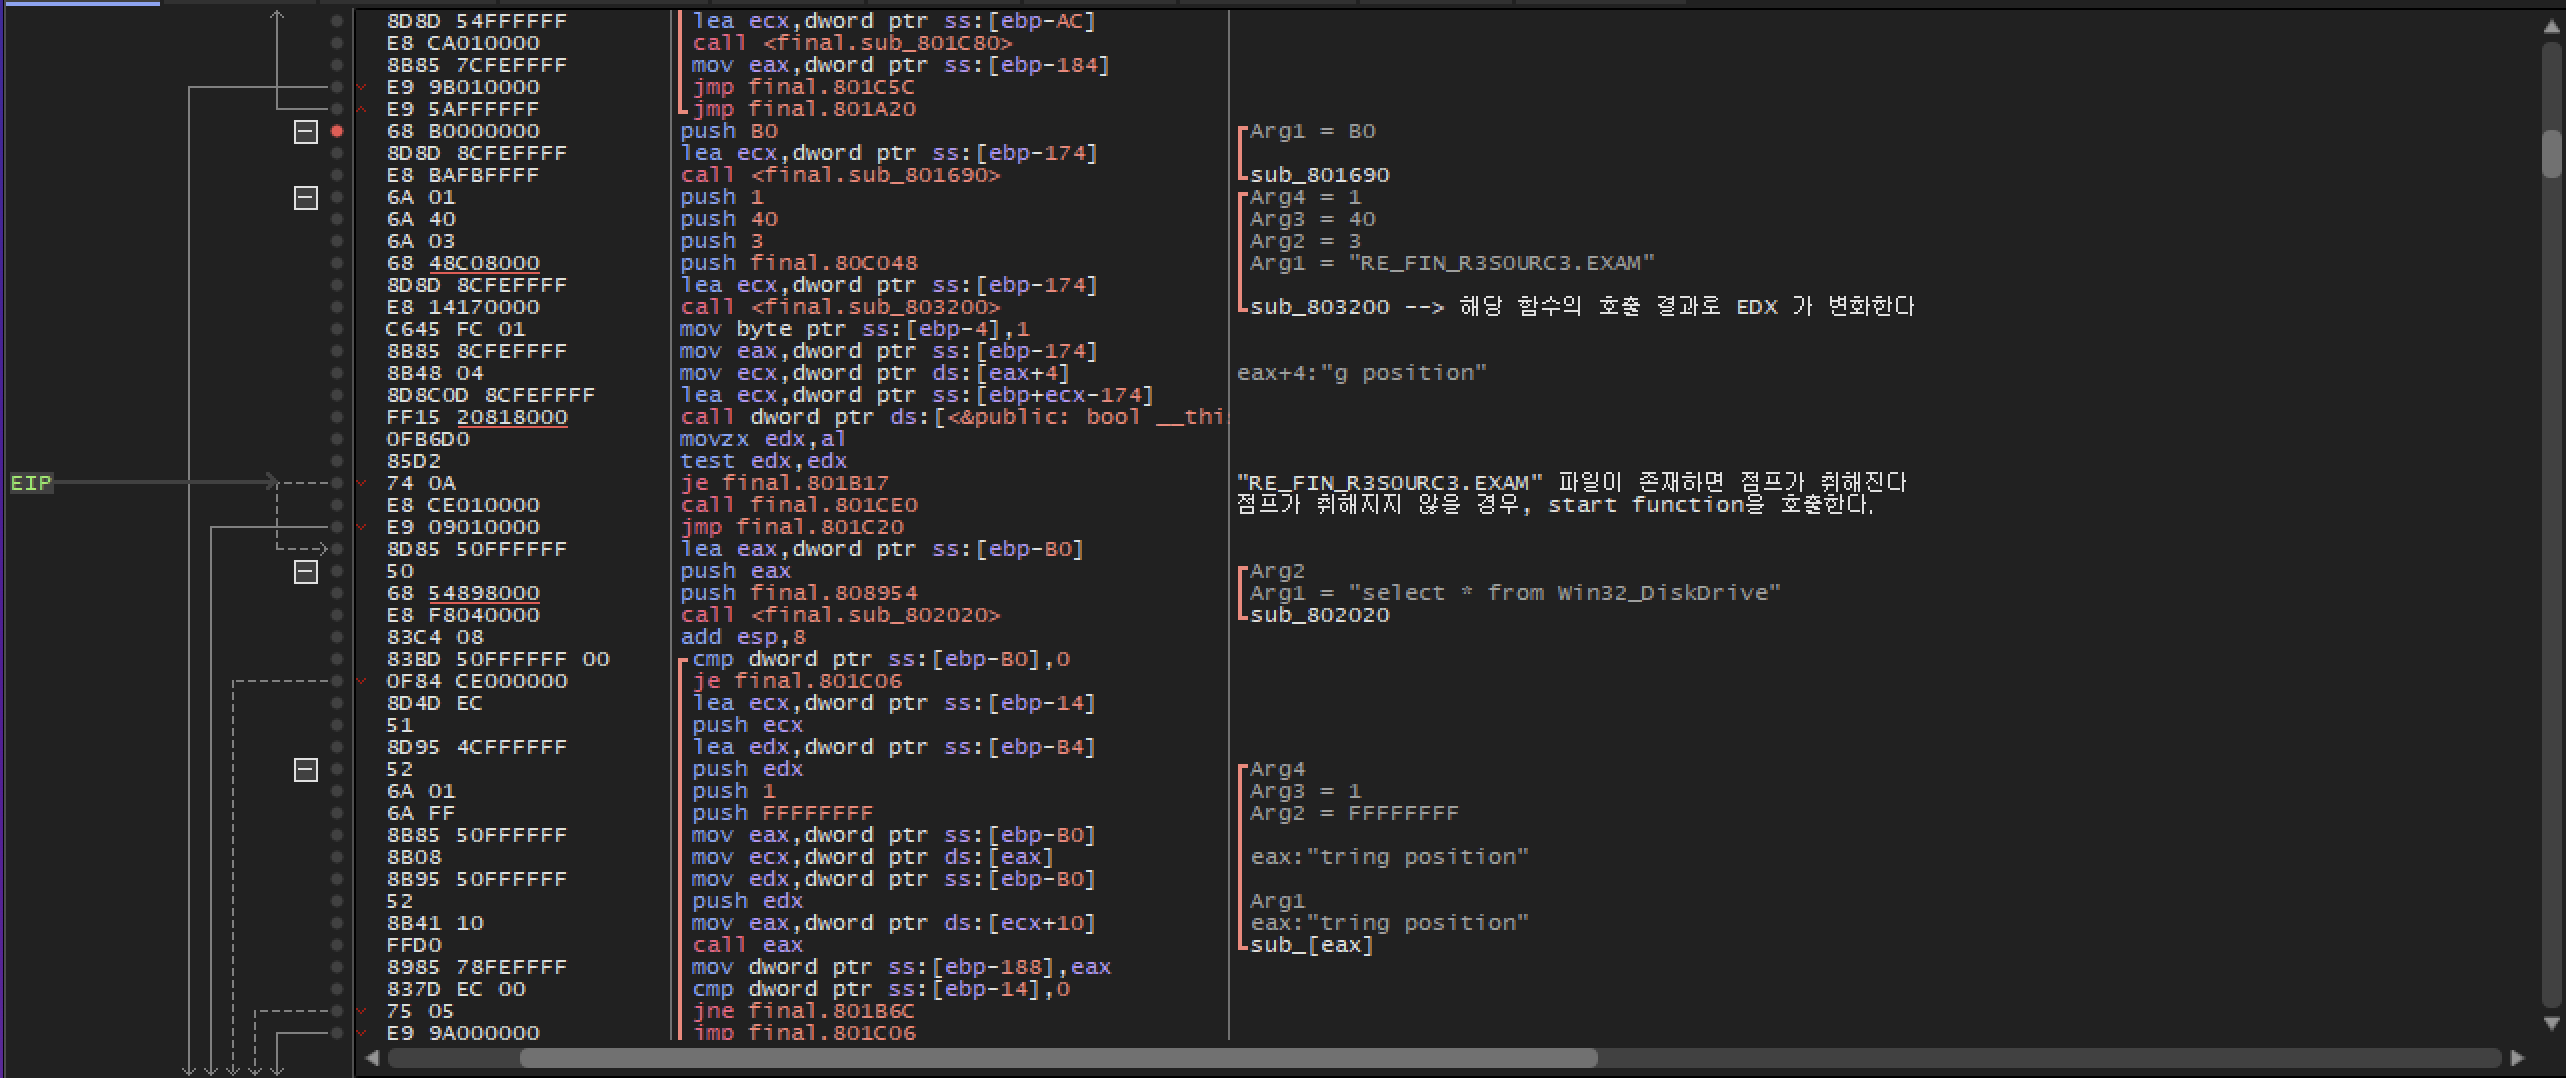 8D8D 54FFFFFF lea ecx,dword ptr ss:[ebp-AC]
E8 CA010000 call <final.sub_801C80>
8B85 7CFEFFFF mov eax,dword ptr ss:[ebp-184]
E9 9B010000 jmp final.801C5C
E9 5AFFFFFF jmp final.801A20
68 B0000000 push B0 Arg1 = B0
8D8D 8CFEFFFF lea ecx,dword ptr ss:[ebp-174]
E8 BAFBFFFF call <final.sub_801690> sub_801690
6A 01 push 1 Arg4 = 1
6A 40 push 40 Arg3 = 40
6A 03 push 3 Arg2 = 3
68 48C08000 push final.80C048 Arg1 = "RE_FIN_R3S0URC3.EXAM"
8D8D 8CFEFFFF lea ecx,dword ptr ss:[ebp-174]
E8 14170000 call <final.sub_803200> sub_803200 --> 해당 함수의 호출 결과로 EDX 가 변화한다
C645 FC 01 mov byte ptr ss:[ebp-4],1
8B85 8CFEFFFF mov eax,dword ptr ss:[ebp-174]
8B48 04 mov ecx,dword ptr ds:[eax+4] eax+4:"g position"
8D8C0D 8CFEFFFF lea ecx,dword ptr ss:[ebp+ecx-174]
FF15 20818000 call dword ptr ds:[<&public: bool __thi
0FB6D0 movzx edx,al
85D2 test edx,edx
EIP 74 0A je final.801B17 "RE_FIN_R3S0URC3.EXAM" 파일이 존재하면 점프가 취해진다
E8 CE010000 call final.801CE0 점프가 취해지지 않을 경우, start function을 호출한다.
E9 09010000 jmp final.801C20
8D85 50FFFFFF lea eax,dword ptr ss:[ebp-B0]
50 push eax Arg2
68 54898000 push final.808954 Arg1 = "select * from Win32_DiskDrive"
E8 F8040000 call <final.sub_802020> sub_802020
83C4 08 add esp,8
83BD 50FFFFFF 00 cmp dword ptr ss:[ebp-B0],0
0F84 CE000000 je final.801C06
8D4D EC lea ecx,dword ptr ss:[ebp-14]
51 push ecx
8D95 4CFFFFFF lea edx,dword ptr ss:[ebp-B4]
52 push edx Arg4
6A 01 push 1 Arg3 = 1
6A FF push FFFFFFFF Arg2 = FFFFFFFF
8B85 50FFFFFF mov eax,dword ptr ss:[ebp-B0]
8B08 mov ecx,dword ptr ds:[eax] eax:"tring position"
8B95 50FFFFFF mov edx,dword ptr ss:[ebp-B0]
52 push edx Arg1
8B41 10 mov eax,dword ptr ds:[ecx+10] eax:"tring position"
FFD0 call eax sub_[eax]
8985 78FEFFFF mov dword ptr ss:[ebp-188],eax
837D EC 00 cmp dword ptr ss:[ebp-14],0
75 05 jne final.801B6C
E9 9A000000 jmp final.801C06